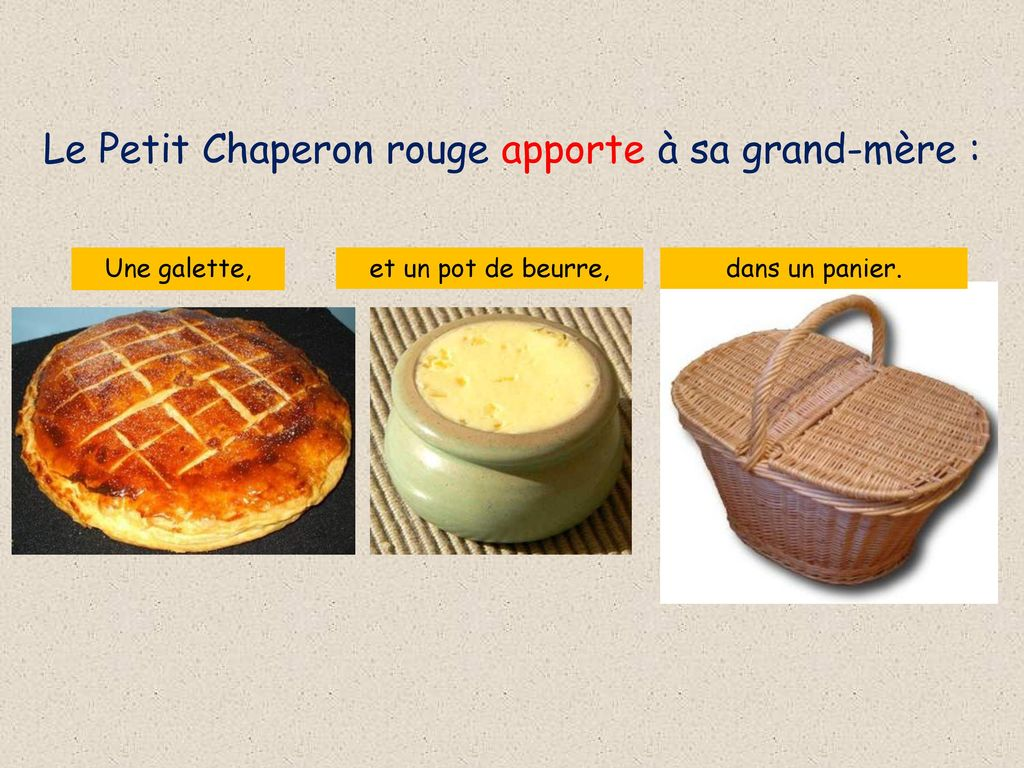 Le Petit Chaperon rouge apporte à sa grand-mère :
Une galette,
et un pot de beurre,
dans un panier.